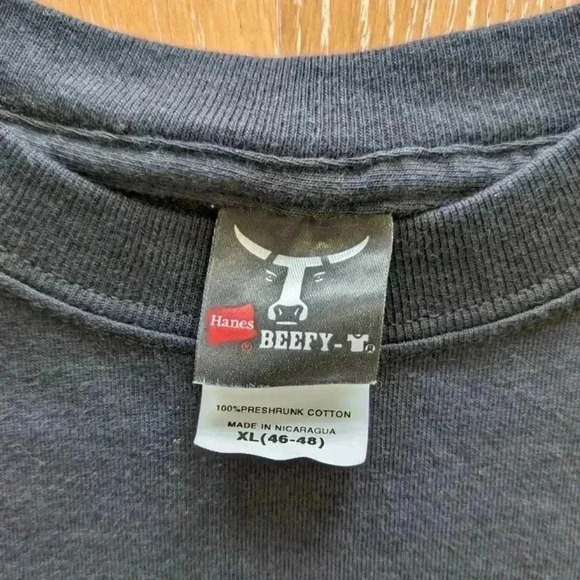 Hanes
BEEFY-
100%PRESHRUNK COTTON
MADE IN NICARAGUA
XL(46-48)